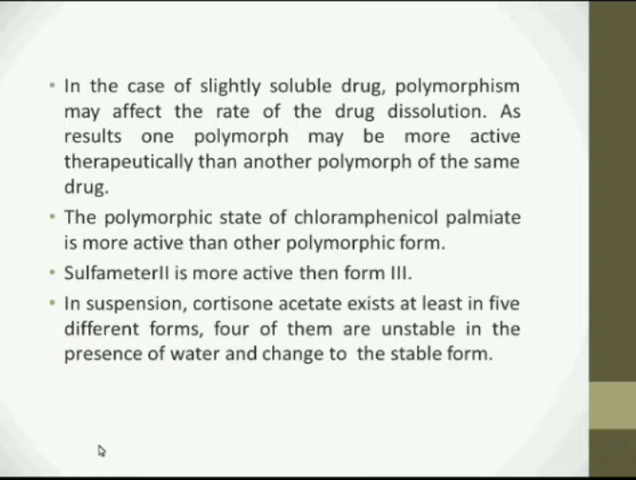 • In the case of slightly soluble drug, polymorphism
may affect the rate of the drug dissolution. As
results one polymorph may be more active
therapeutically than another polymorph of the same
drug.
• The polymorphic state of chloramphenicol palmiate
is more active than other polymorphic form.
• SulfameterII is more active then form III.
• In suspension, cortisone acetate exists at least in five
different forms, four of them are unstable in the
presence of water and change to the stable form.